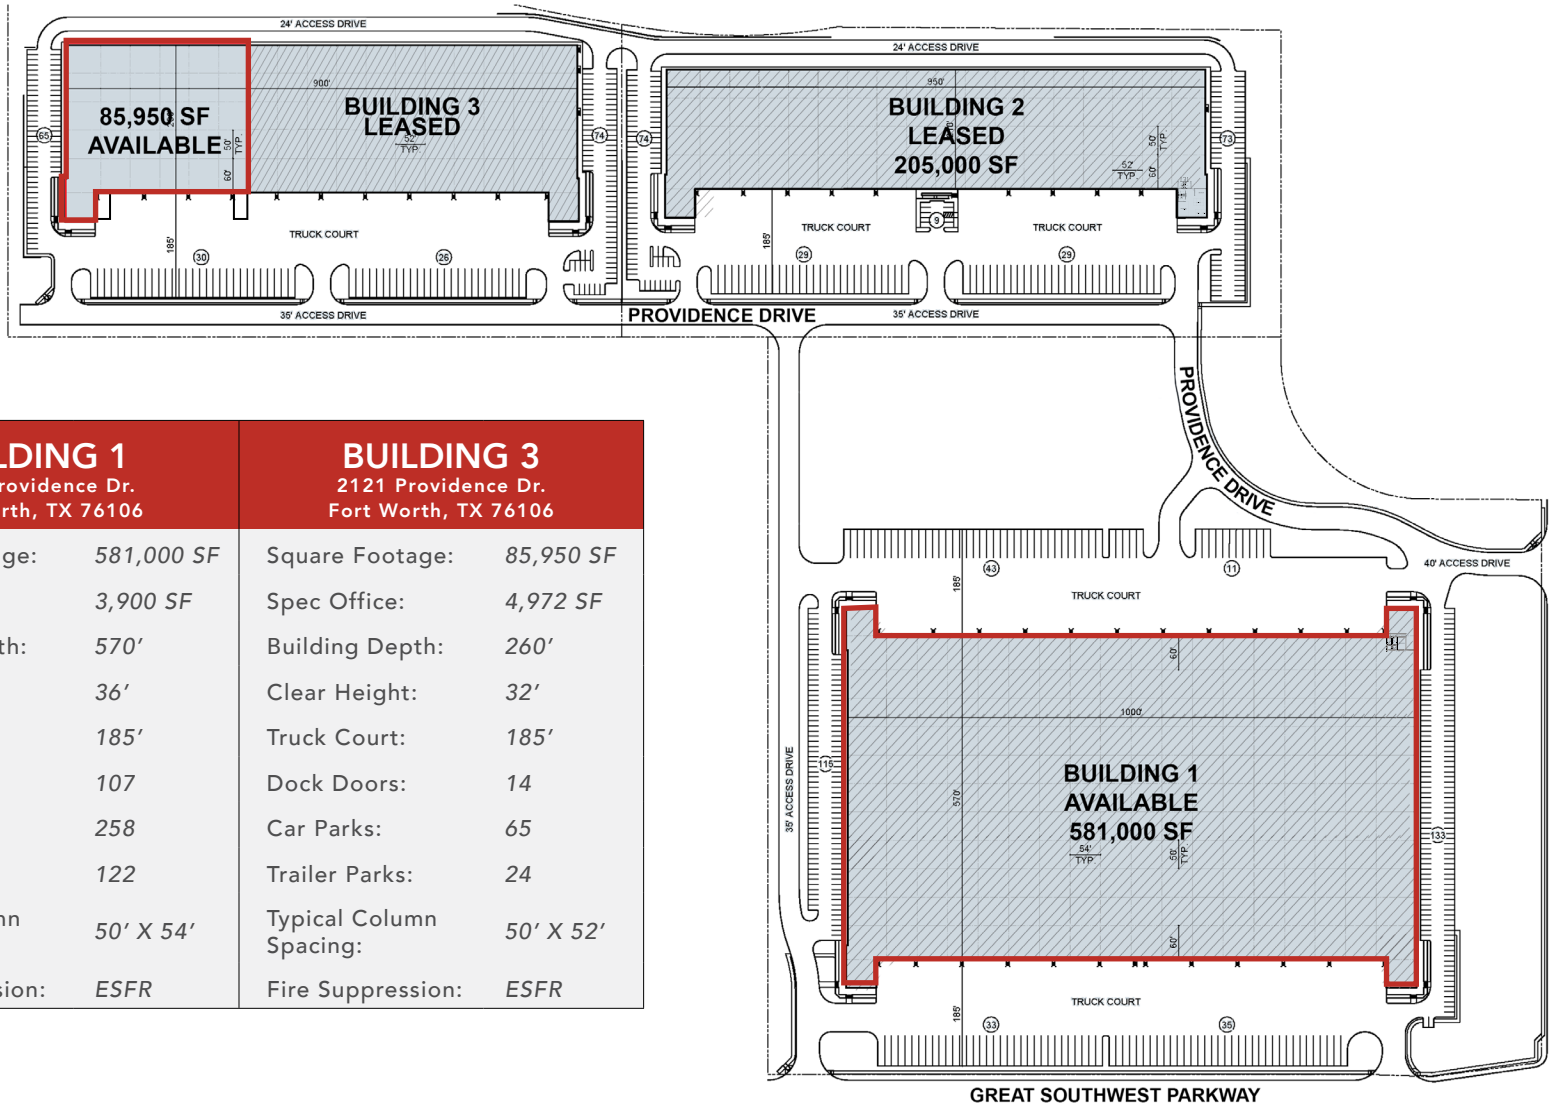 24' ACCESS DRIVE
900'
85,950 SF
AVAILABLE
50'
TYP.
60'
BUILDING 3
LEASED
52'
TYP.
65
74
TRUCK COURT
185'
30
26
35' ACCESS DRIVE
24' ACCESS DRIVE
950'
BUILDING 2
LEASED
205,000 SF
52'
TYP.
50'
TYP.
60'
74
73
9
TRUCK COURT
TRUCK COURT
185'
29
29
PROVIDENCE DRIVE
35' ACCESS DRIVE
PROVIDENCE DRIVE
LDING 1
rovidence Dr.
rth, TX 76106
ge: 581,000 SF
3,900 SF
th: 570'
36'
185'
107
258
122
nn
50' X 54'
sion: ESFR
BUILDING 3
2121 Providence Dr.
Fort Worth, TX 76106
Square Footage: 85,950 SF
Spec Office: 4,972 SF
Building Depth: 260'
Clear Height: 32'
Truck Court: 185'
Dock Doors: 14
Car Parks: 65
Trailer Parks: 24
Typical Column
Spacing: 50' X 52'
Fire Suppression: ESFR
43
11
40' ACCESS DRIVE
185'
TRUCK COURT
60'
1000'
35' ACCESS DRIVE
115
570'
BUILDING 1
AVAILABLE
581,000 SF
54'
TYP.
50'
TYP.
133
60'
TRUCK COURT
185'
33
35
GREAT SOUTHWEST PARKWAY